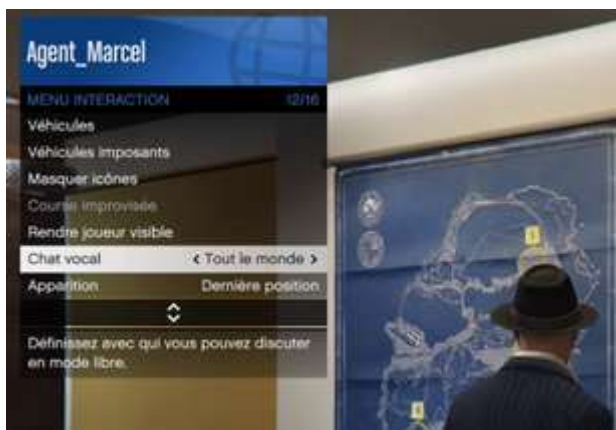 Agent_Marcel
MENU INTERACTION 12/16
Véhicules
Véhicules imposants
Masquer icônes
Course improvisée
Rendre joueur visible
Chat vocal < Tout le monde >
Apparition Dernière position
Définissez avec qui vous pouvez discuter
en mode libre.